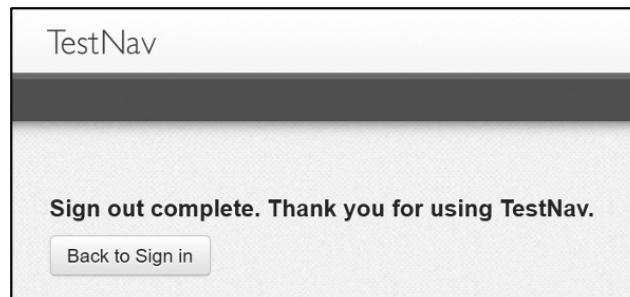 TestNav
Sign out complete. Thank you for using TestNav.
Back to Sign in